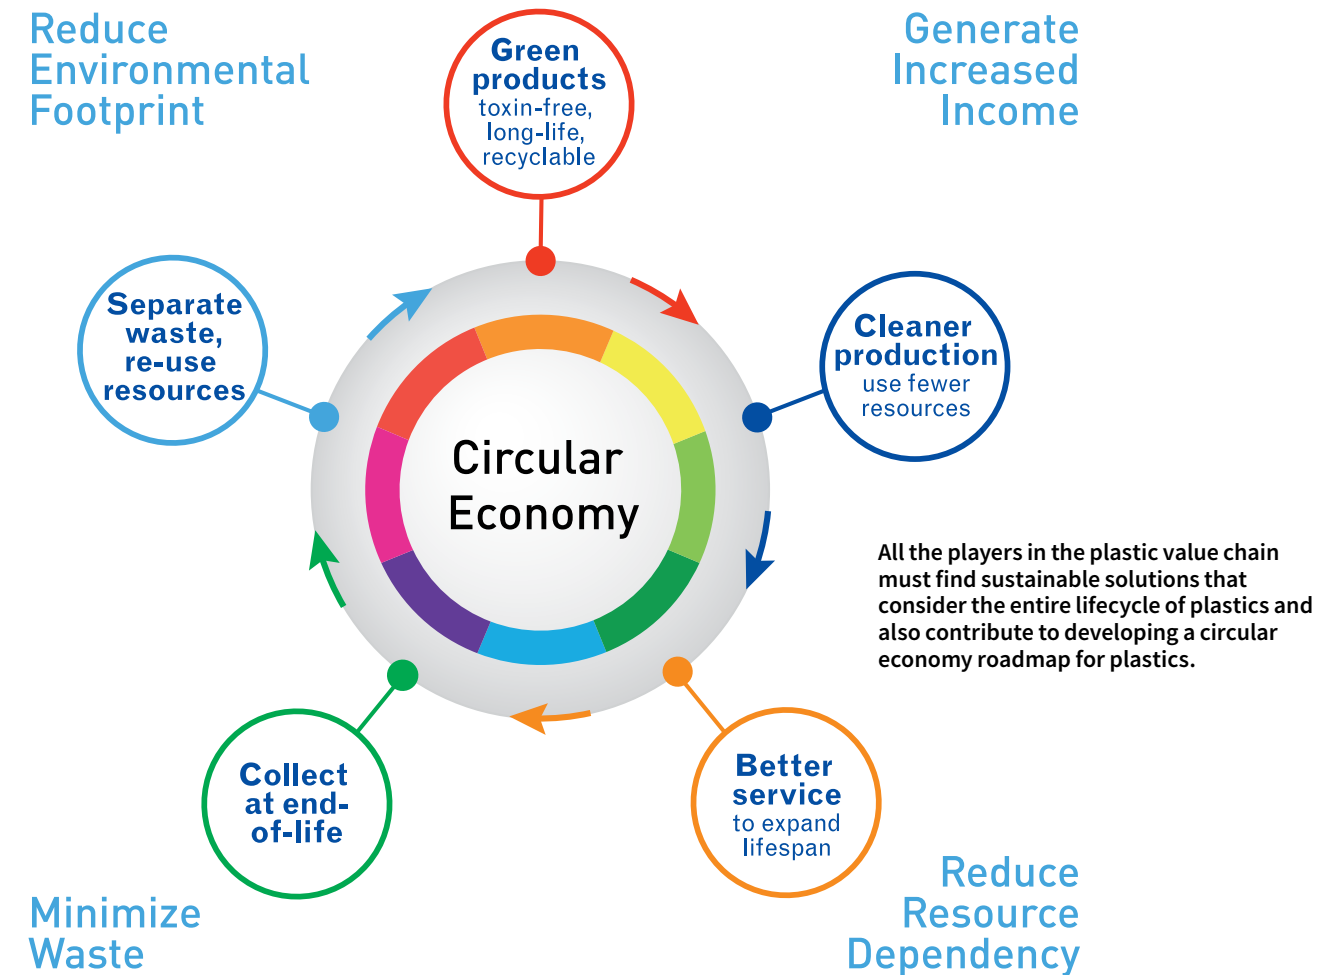 Reduce
Environmental
Footprint
Green
products
toxin-free,
long-life,
recyclable
Generate
Increased
Income
Separate
waste,
re-use
resources
Cleaner
production
use fewer
resources
Circular
Economy
All the players in the plastic value chain
must find sustainable solutions that
consider the entire lifecycle of plastics and
also contribute to developing a circular
economy roadmap for plastics.
Collect
at end-
of-life
Better
service
to expand
lifespan
Minimize
Waste
Reduce
Resource
Dependency